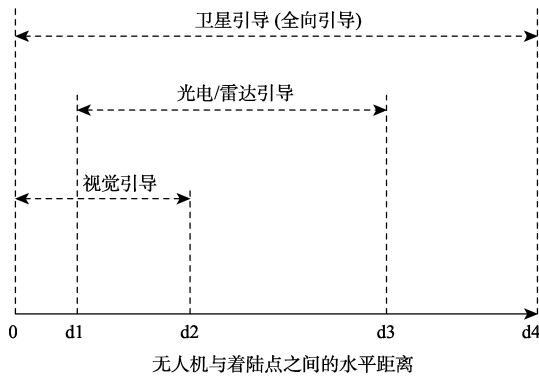 卫星引导 (全向引导)
光电/雷达引导
视觉引导
0 d1 d2 d3 d4
无人机与着陆点之间的水平距离